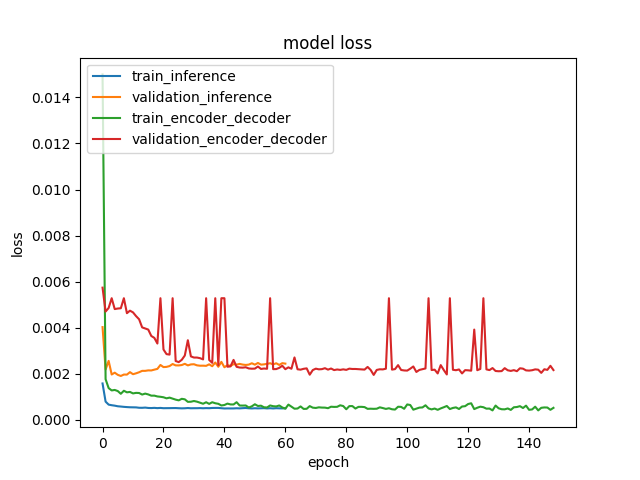 model loss
train_inference
validation_inference
train_encoder_decoder
validation_encoder_decoder
loss
0.014
0.012
0.010
0.008
0.006
0.004
0.002
0.000
0 20 40 60 80 100 120 140
epoch